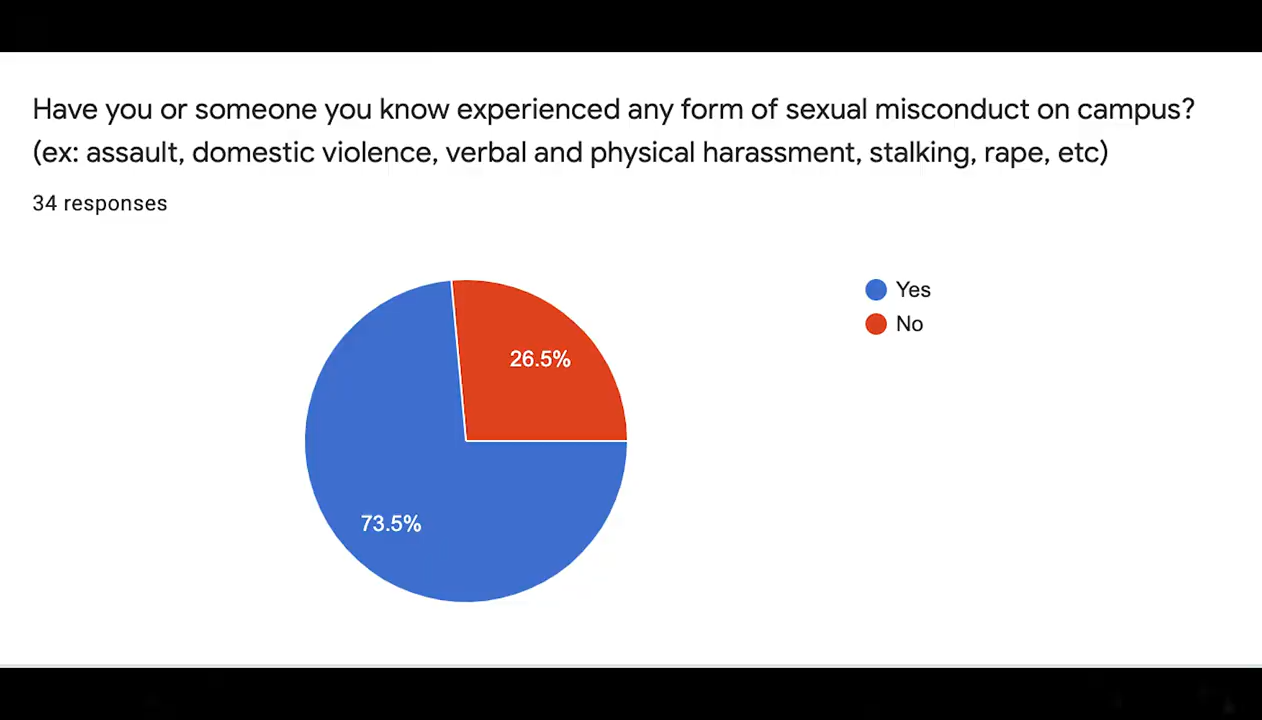 Have you or someone you know experienced any form of sexual misconduct on campus?
(ex: assault, domestic violence, verbal and physical harassment, stalking, rape, etc)
34 responses
Yes
No
26.5%
73.5%